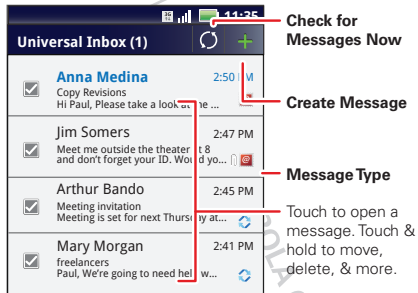 11:35
Universal Inbox (1)
Anna Medina 2:50 PM
Copy Revisions
Hi Paul, Please take a look at the ...
Jim Somers 2:47 PM
Meet me outside the theater at 8
and don't forget your ID. Would yo...
Arthur Bando 2:45 PM
Meeting invitation
Meeting is set for next Thursday at...
Mary Morgan 2:41 PM
freelancers
Paul, We're going to need help w...
Check for
Messages Now
Create Message
Message Type
Touch to open a
message. Touch &
hold to move,
delete, & more.